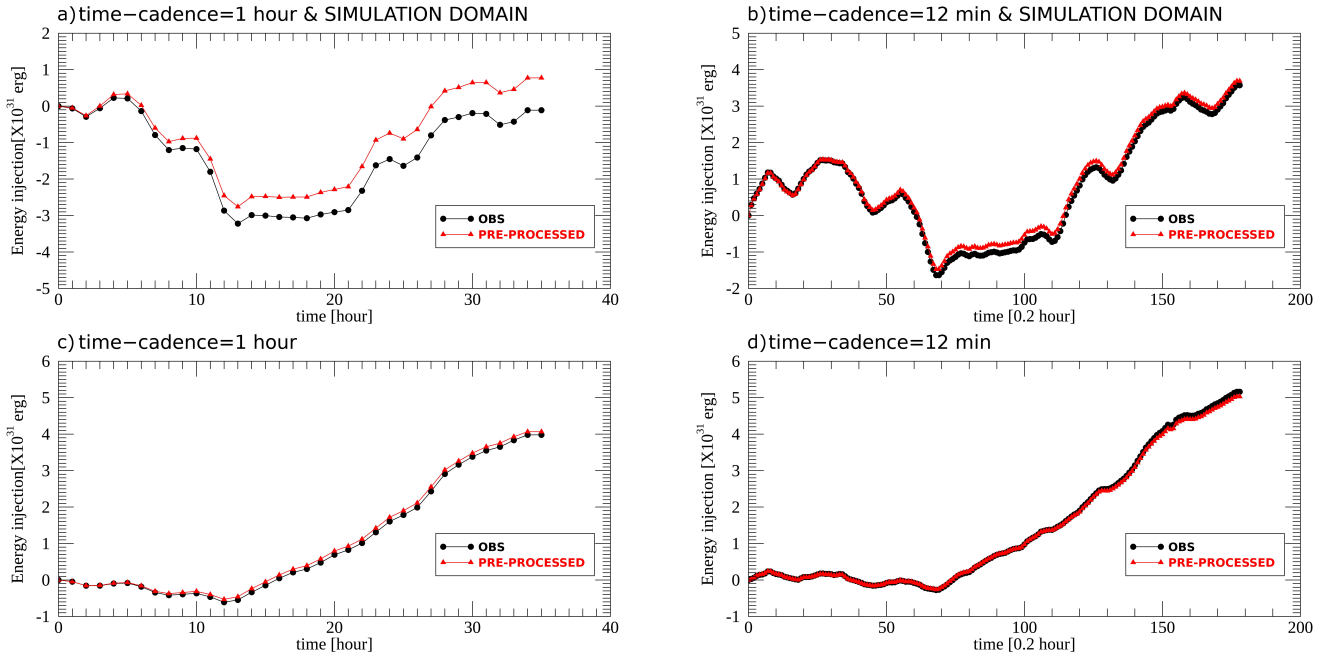 a) time−cadence=1 hour & SIMULATION DOMAIN
2
1
0
-1
-2
-3
-4
-5
Energy injection[X10^31 erg]
OBS
PRE-PROCESSED
0 10 20 30 40
time [hour]
b) time−cadence=12 min & SIMULATION DOMAIN
5
4
3
2
1
0
-1
-2
Energy injection [X10^31 erg]
OBS
PRE-PROCESSED
0 50 100 150 200
time [0.2 hour]
c) time−cadence=1 hour
6
5
4
3
2
1
0
-1
Energy injection[X10^31 erg]
OBS
PRE-PROCESSED
0 10 20 30 40
time [hour]
d) time−cadence=12 min
6
5
4
3
2
1
0
-1
Energy injection [X10^31 erg]
OBS
PRE-PROCESSED
0 50 100 150 200
time [0.2 hour]